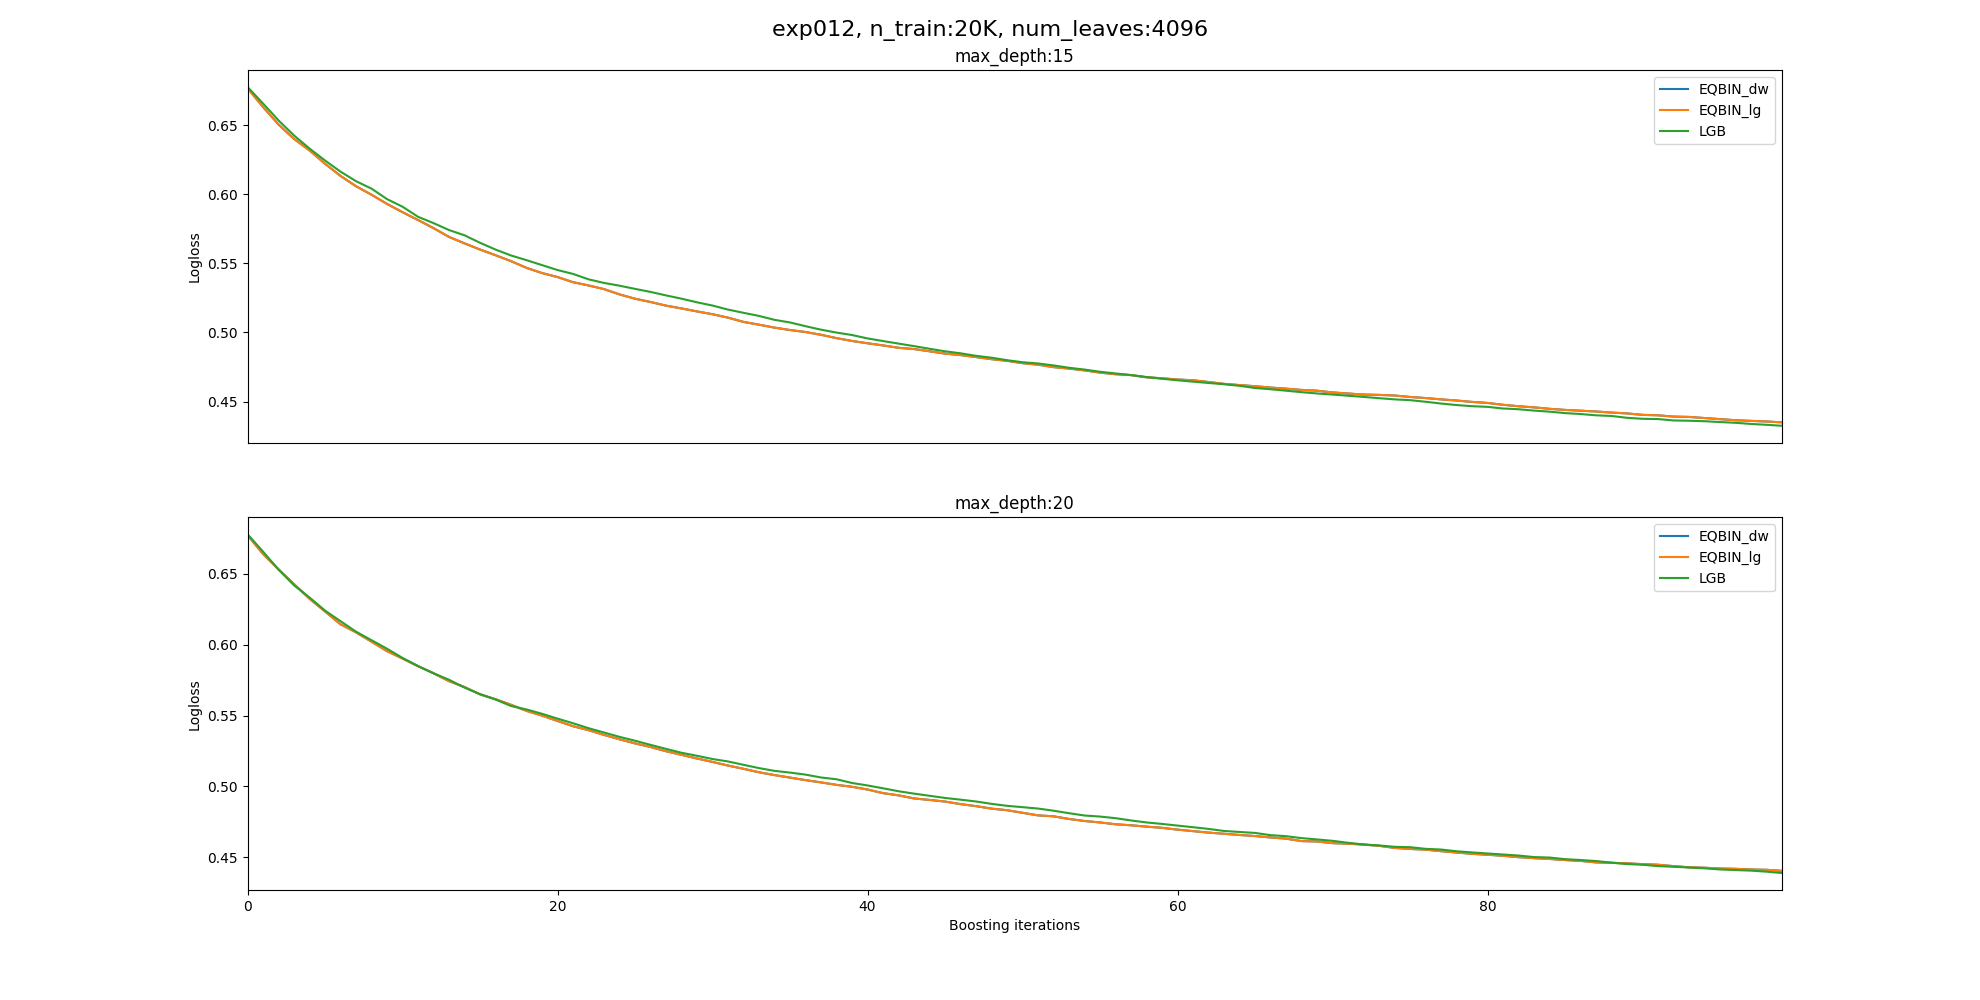 exp012, n_train:20K, num_leaves:4096
max_depth:15
EQBIN_dw
EQBIN_lg
LGB
Logloss
0.65
0.60
0.55
0.50
0.45
max_depth:20
EQBIN_dw
EQBIN_lg
LGB
Logloss
0.65
0.60
0.55
0.50
0.45
0 20 40 60 80
Boosting iterations